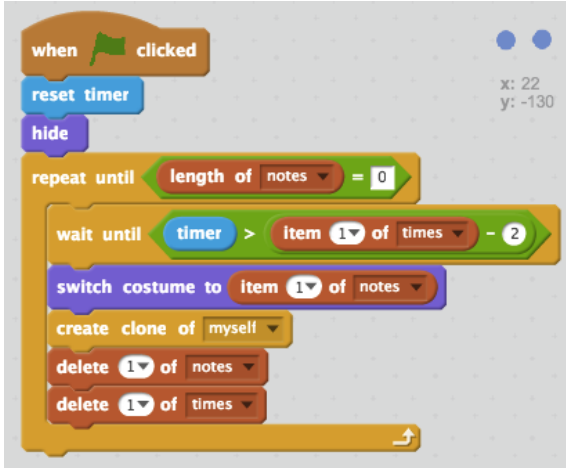 when clicked
x: 22
y: -130
reset timer
hide
repeat until length of notes = 0
wait until timer > item 1 of times - 2
switch costume to item 1 of notes
create clone of myself
delete 1 of notes
delete 1 of times